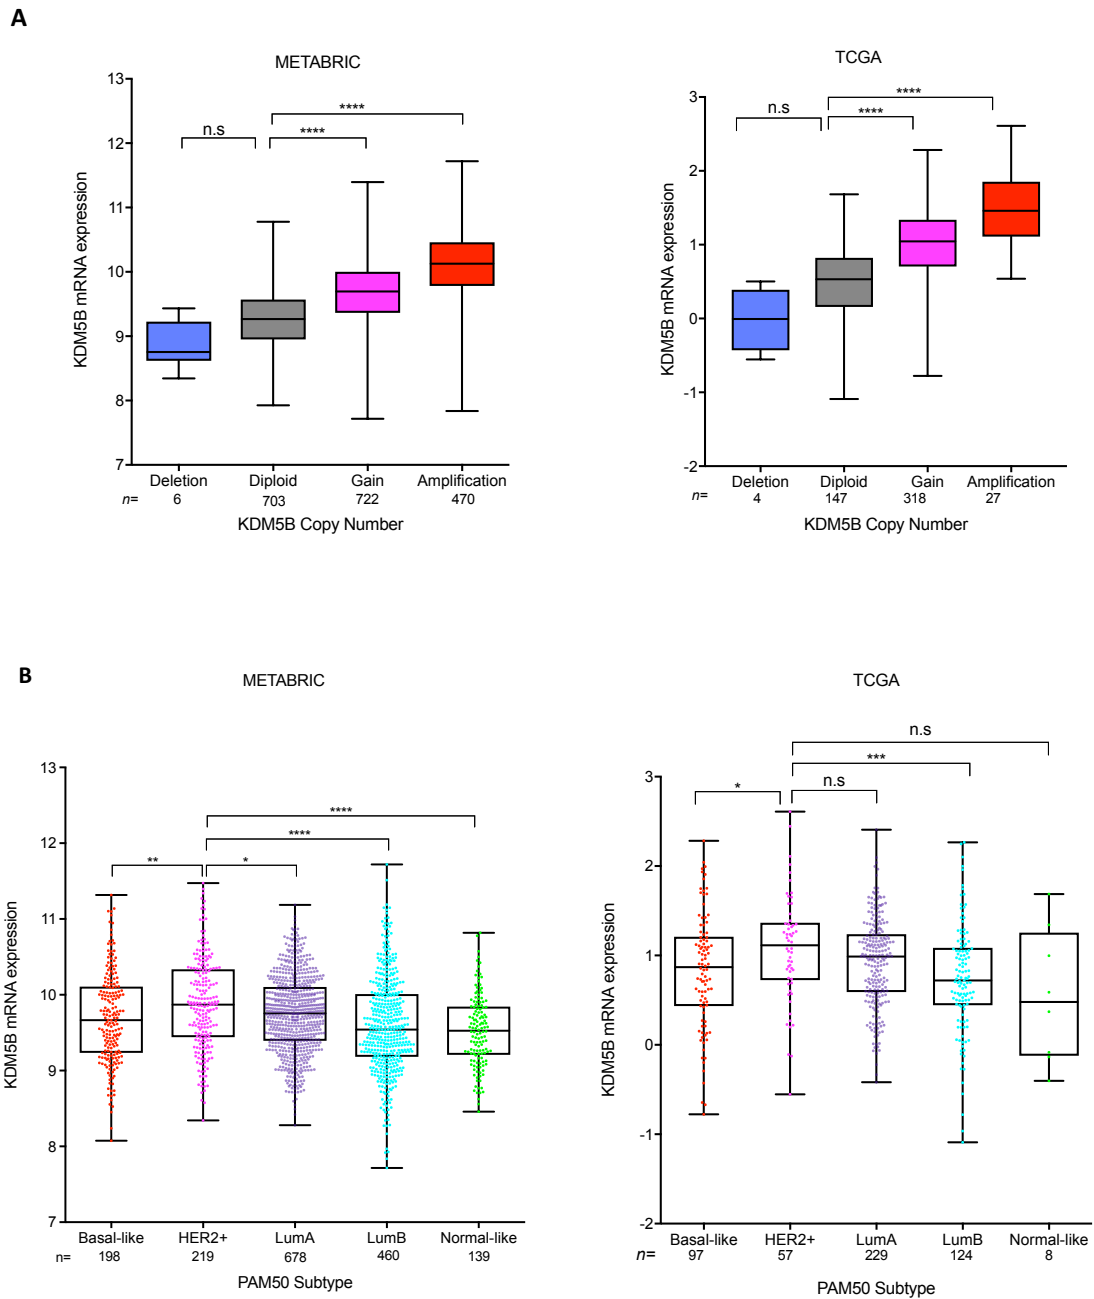 A
METABRIC
13
12
11
10
9
8
7
KDM5B mRNA expression
n.s
****
****
Deletion Diploid Gain Amplification
n= 6 703 722 470
KDM5B Copy Number
TCGA
3
2
1
0
-1
-2
KDM5B mRNA expression
n.s
****
****
Deletion Diploid Gain Amplification
n= 4 147 318 27
KDM5B Copy Number
B
METABRIC
13
12
11
10
9
8
7
KDM5B mRNA expression
****
****
** *
Basal-like HER2+ LumA LumB Normal-like
n= 198 219 678 460 139
PAM50 Subtype
TCGA
3
2
1
0
-1
-2
KDM5B mRNA expression
n.s
***
* n.s
Basal-like HER2+ LumA LumB Normal-like
n= 97 57 229 124 8
PAM50 Subtype